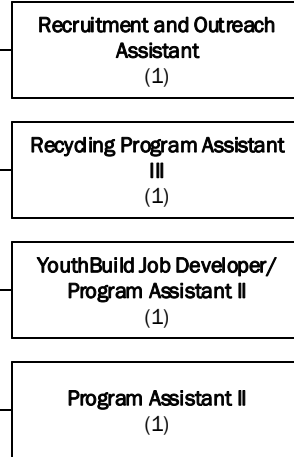 Recruitment and Outreach
Assistant
(1)
Recycling Program Assistant
III
(1)
YouthBuild Job Developer/
Program Assistant II
(1)
Program Assistant II
(1)